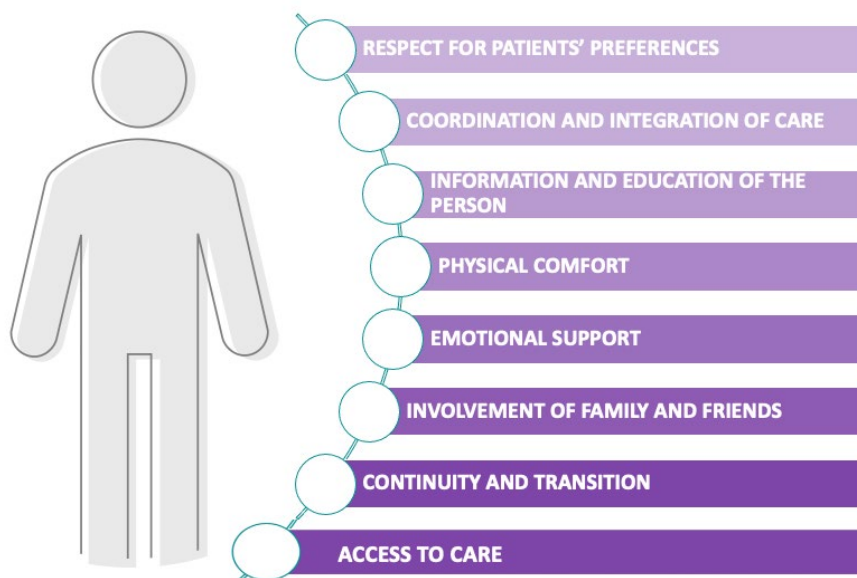 RESPECT FOR PATIENTS’ PREFERENCES
COORDINATION AND INTEGRATION OF CARE
INFORMATION AND EDUCATION OF THE
PERSON
PHYSICAL COMFORT
EMOTIONAL SUPPORT
INVOLVEMENT OF FAMILY AND FRIENDS
CONTINUITY AND TRANSITION
ACCESS TO CARE